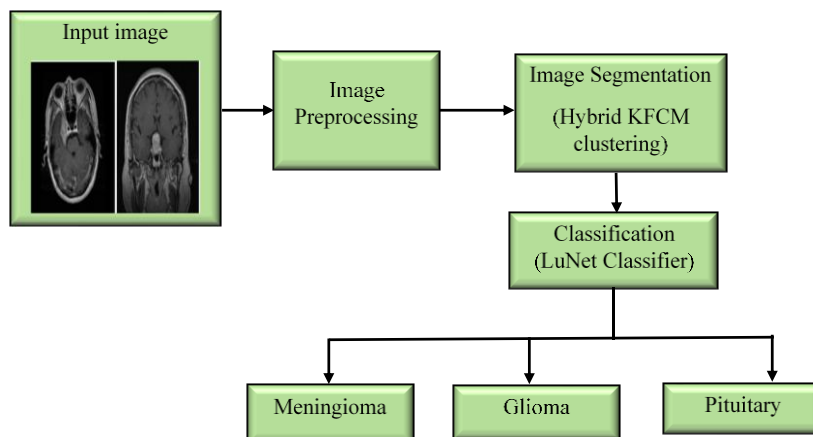 Input image
Image
Preprocessing
Image Segmentation
(Hybrid KFCM
clustering)
Classification
(LuNet Classifier)
Meningioma
Glioma
Pituitary